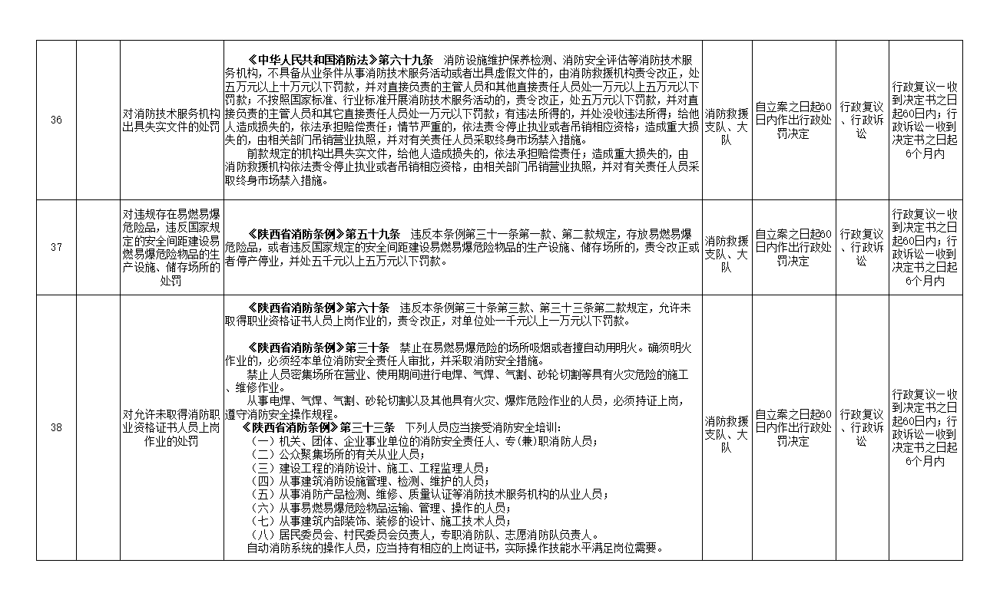 36
对消防技术服务机构
出具失实文件的处罚
《中华人民共和国消防法》第六十九条 消防设施维护保养检测、消防安全评估等消防技术服
务机构，不具备从业条件从事消防技术服务活动或者出具虚假文件的，由消防救援机构责令改正，处
五万元以上十万元以下罚款，并对直接负责的主管人员和其他直接责任人员处一万元以上五万元以下
罚款；不按照国家标准、行业标准开展消防技术服务活动的，责令改正，处五万元以下罚款，并对直
接负责的主管人员和其它直接责任人员处一万元以下罚款；有违法所得的，并处没收违法所得；给他
人造成损失的，依法承担赔偿责任；情节严重的，依法责令停止执业或者吊销相应资格；造成重大损
失的，由相关部门吊销营业执照，并对有关责任人员采取终身市场禁入措施。
前款规定的机构出具失实文件，给他人造成损失的，依法承担赔偿责任；造成重大损失的，由
消防救援机构依法责令停止执业或者吊销相应资格，由相关部门吊销营业执照，并对有关责任人员采
取终身市场禁入措施。
消防救援
支队、大
队
自立案之日起60
日内作出行政处
罚决定
行政复议
、行政诉
讼
行政复议一收
到决定书之日
起60日内；行
政诉讼一收到
决定书之日起
6个月内
37
对违规存在易燃易爆
危险品，违反国家规
定的安全间距建设易
燃易爆危险物品的生
产设施、储存场所的
处罚
《陕西省消防条例》第五十九条 违反本条例第三十一条第一款、第二款规定，存放易燃易爆
危险品，或者违反国家规定的安全间距建设易燃易爆危险物品的生产设施、储存场所的，责令改正或
者停产停业，并处五千元以上五万元以下罚款。
消防救援
支队、大
队
自立案之日起60
日内作出行政处
罚决定
行政复议
、行政诉
讼
行政复议一收
到决定书之日
起60日内；行
政诉讼一收到
决定书之日起
6个月内
38
对允许未取得消防职
业资格证书人员上岗
作业的处罚
《陕西省消防条例》第六十条 违反本条例第三十条第三款、第三十三条第二款规定，允许未
取得职业资格证书人员上岗作业的，责令改正，对单位处一千元以上一万元以下罚款。
《陕西省消防条例》第三十条 禁止在易燃易爆危险的场所吸烟或者擅自动用明火。确须明火
作业的，必须经本单位消防安全责任人审批，并采取消防安全措施。
禁止人员密集场所在营业、使用期间进行电焊、气焊、气割、砂轮切割等具有火灾危险的施工
、维修作业。
从事电焊、气焊、气割、砂轮切割以及其他具有火灾、爆炸危险作业的人员，必须持证上岗，
遵守消防安全操作规程。
《陕西省消防条例》第三十三条 下列人员应当接受消防安全培训：
（一）机关、团体、企业事业单位的消防安全责任人、专(兼)职消防人员；
（二）公众聚集场所的有关从业人员；
（三）建设工程的消防设计、施工、工程监理人员；
（四）从事建筑消防设施管理、检测、维护的人员；
（五）从事消防产品检测、维修、质量认证等消防技术服务机构的从业人员；
（六）从事易燃易爆危险物品运输、管理、操作的人员；
（七）从事建筑内部装饰、装修的设计、施工技术人员；
（八）居民委员会、村民委员会负责人，专职消防队、志愿消防队负责人。
自动消防系统的操作人员，应当持有相应的上岗证书，实际操作技能水平满足岗位需要。
消防救援
支队、大
队
自立案之日起60
日内作出行政处
罚决定
行政复议
、行政诉
讼
行政复议一收
到决定书之日
起60日内；行
政诉讼一收到
决定书之日起
6个月内